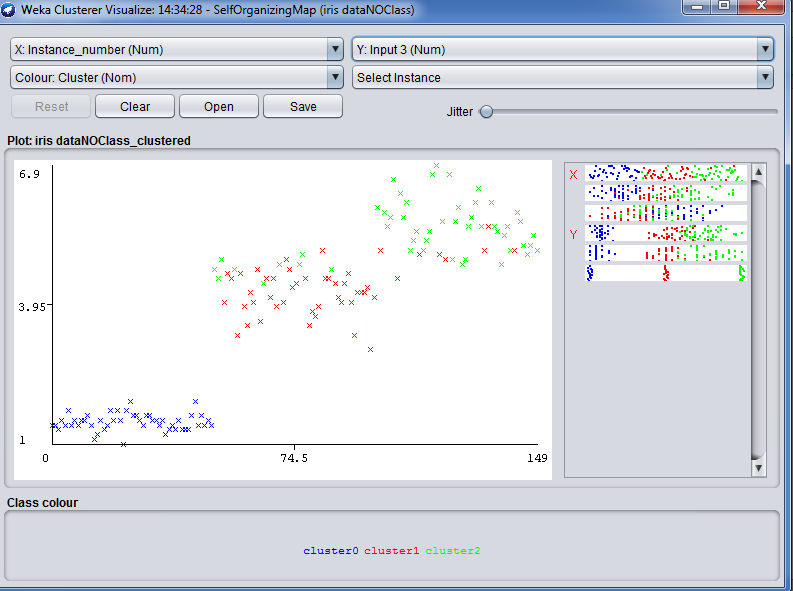 Weka Clusterer Visualize: 14:34:28 - SelfOrganizingMap (iris dataNOClass)
X: Instance_number (Num) Y: Input 3 (Num)
Colour: Cluster (Nom) Select Instance
Reset Clear Open Save Jitter
Plot: iris dataNOClass_clustered
6.9
X
Y
3.95
1
0 74.5 149
Class colour
cluster0 cluster1 cluster2